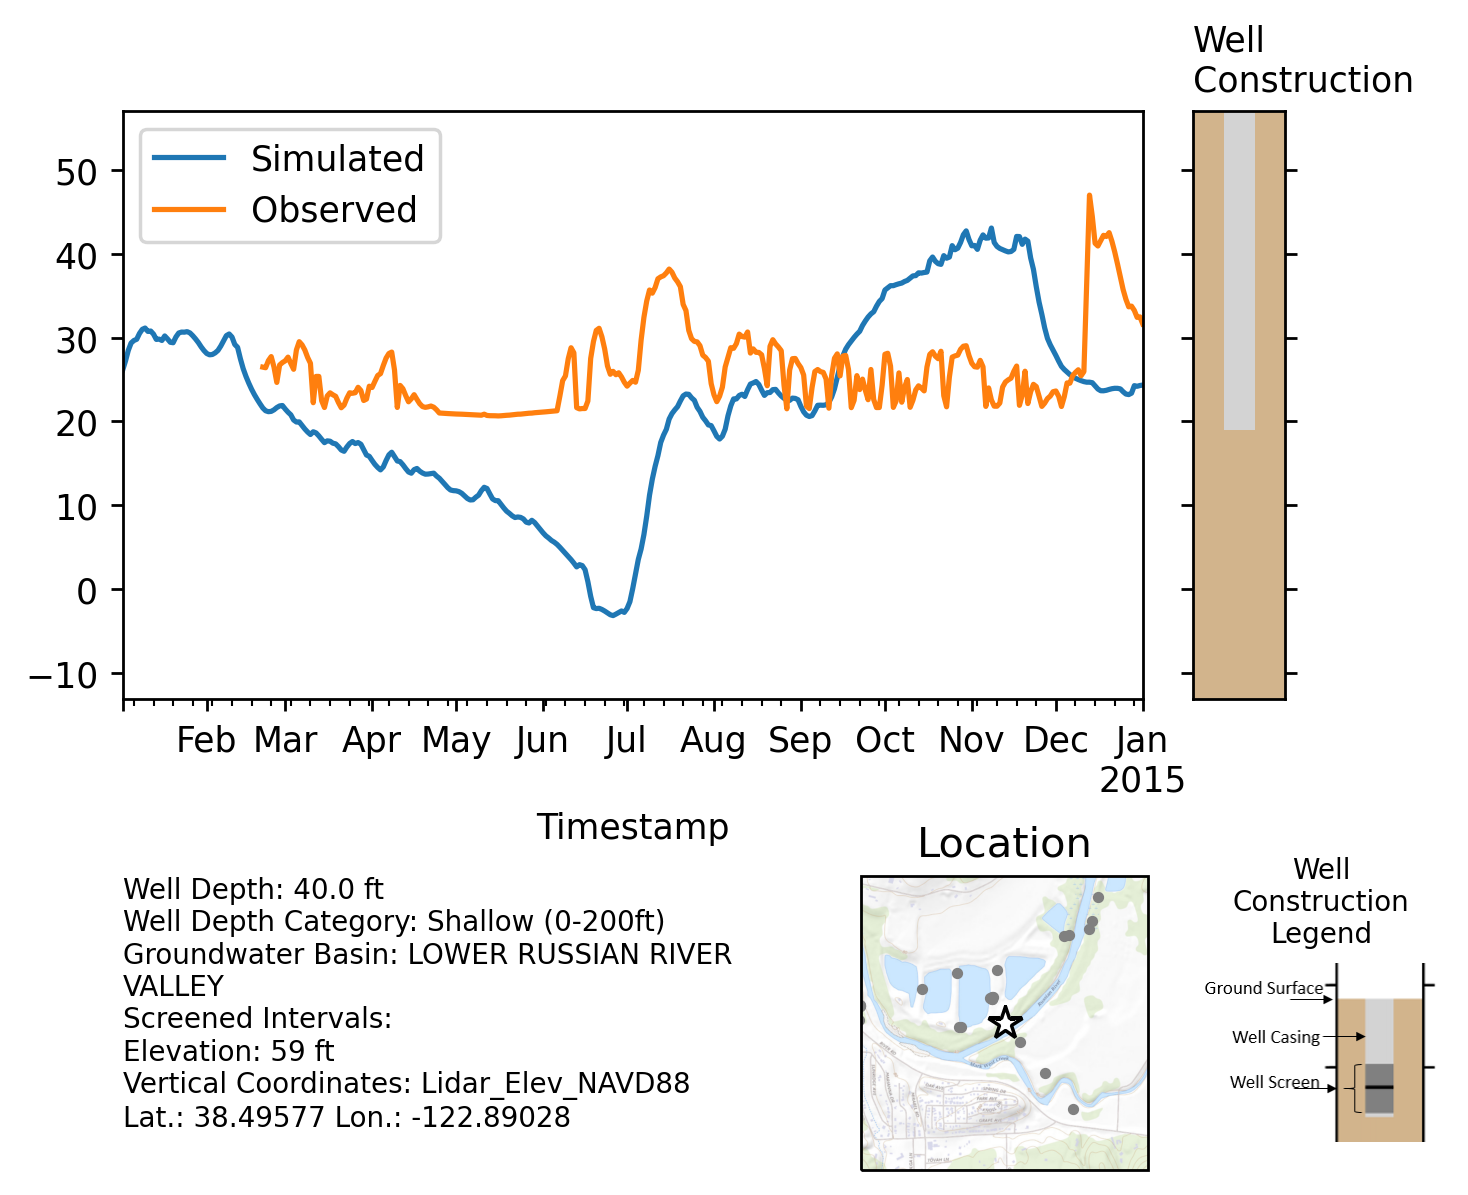 Well
Construction
Simulated
Observed
50
40
30
20
10
0
−10
Feb Mar Apr May Jun Jul Aug Sep Oct Nov Dec Jan
2015
Timestamp
Well Depth: 40.0 ft
Well Depth Category: Shallow (0-200ft)
Groundwater Basin: LOWER RUSSIAN RIVER
VALLEY
Screened Intervals:
Elevation: 59 ft
Vertical Coordinates: Lidar_Elev_NAVD88
Lat.: 38.49577 Lon.: -122.89028
Location
Well
Construction
Legend
Ground Surface
Well Casing
Well Screen